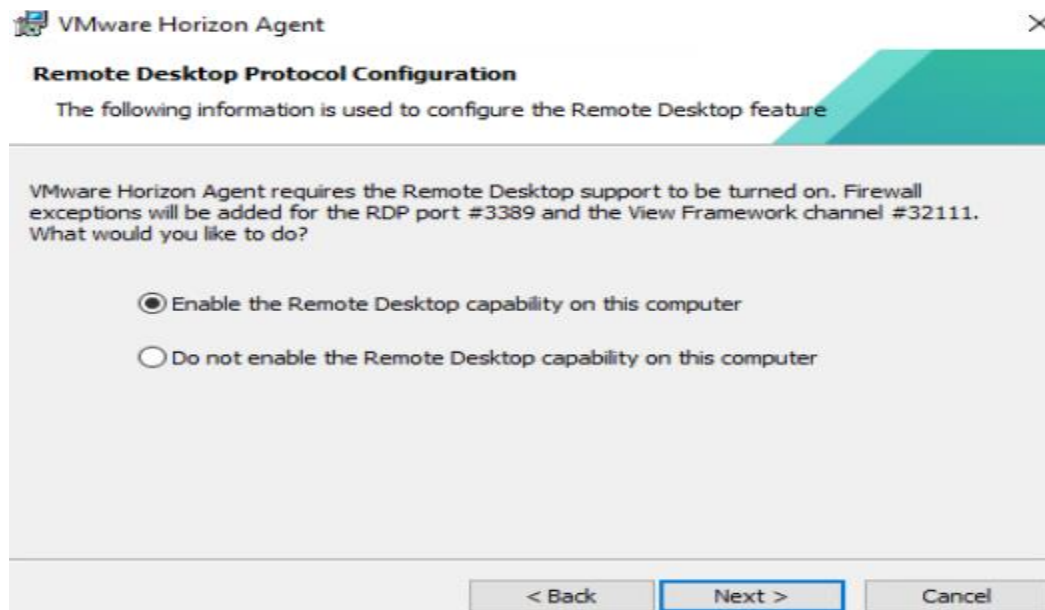 VMware Horizon Agent
Remote Desktop Protocol Configuration
The following information is used to configure the Remote Desktop feature
VMware Horizon Agent requires the Remote Desktop support to be turned on. Firewall
exceptions will be added for the RDP port #3389 and the View Framework channel #32111.
What would you like to do?
Enable the Remote Desktop capability on this computer
Do not enable the Remote Desktop capability on this computer
< Back Next > Cancel